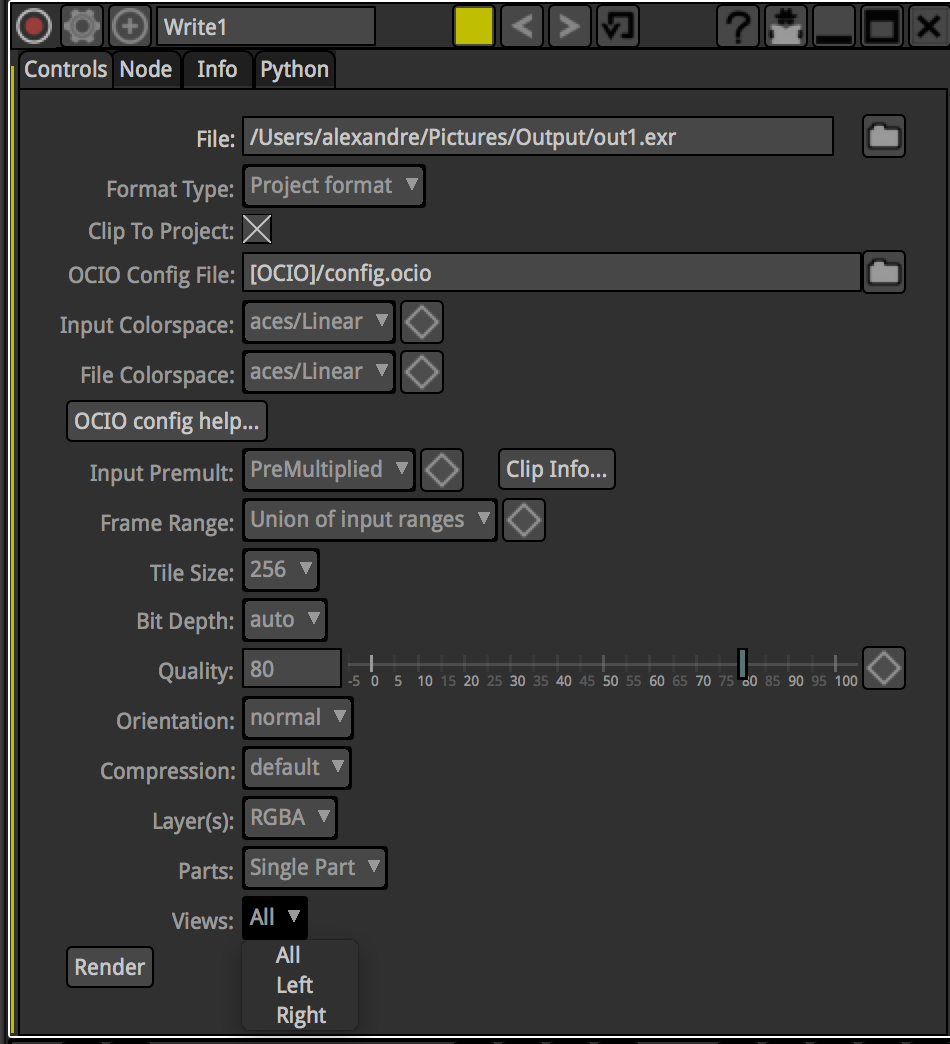 Write1
Controls Node Info Python
File: /Users/alexandre/Pictures/Output/out1.exr
Format Type: Project format
Clip To Project:
OCIO Config File: [OCIO]/config.ocio
Input Colorspace: aces/Linear
File Colorspace: aces/Linear
OCIO config help...
Input Premult: PreMultiplied Clip Info...
Frame Range: Union of input ranges
Tile Size: 256
Bit Depth: auto
Quality: 80
-5 0 5 10 15 20 25 30 35 40 45 50 55 60 65 70 75 80 85 90 95 100
Orientation: normal
Compression: default
Layer(s): RGBA
Parts: Single Part
Views: All
All
Render
Left
Right